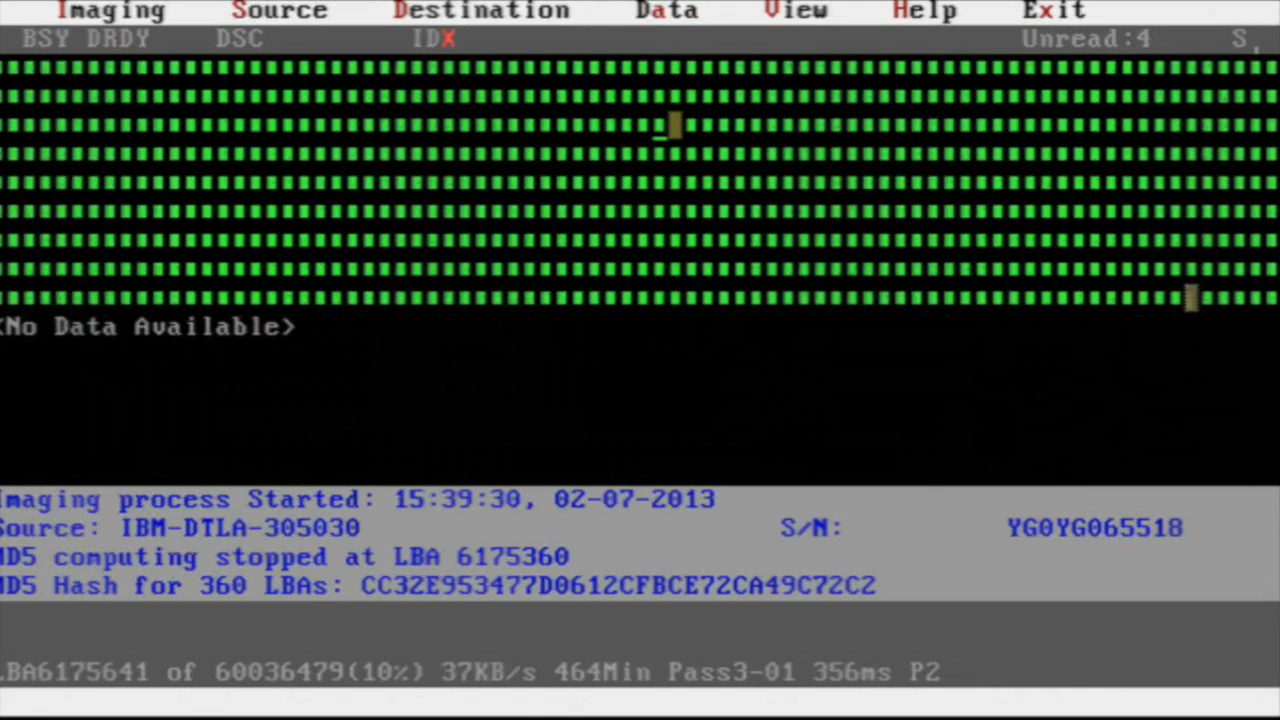 Imaging Source Destination Data View Help Exit
BSY DRDY DSC IDX Unread:4 S
<No Data Available>
Imaging process Started: 15:39:30, 02-07-2013
Source: IBM-DTLA-305030 S/N: YG0YG065518
MD5 computing stopped at LBA 6175360
MD5 Hash for 360 LBAs: CC32E953477D0612CFBCE72CA49C72C2
LBA6175641 of 60036479(10%) 37KB/s 464Min Pass3-01 356ms P2